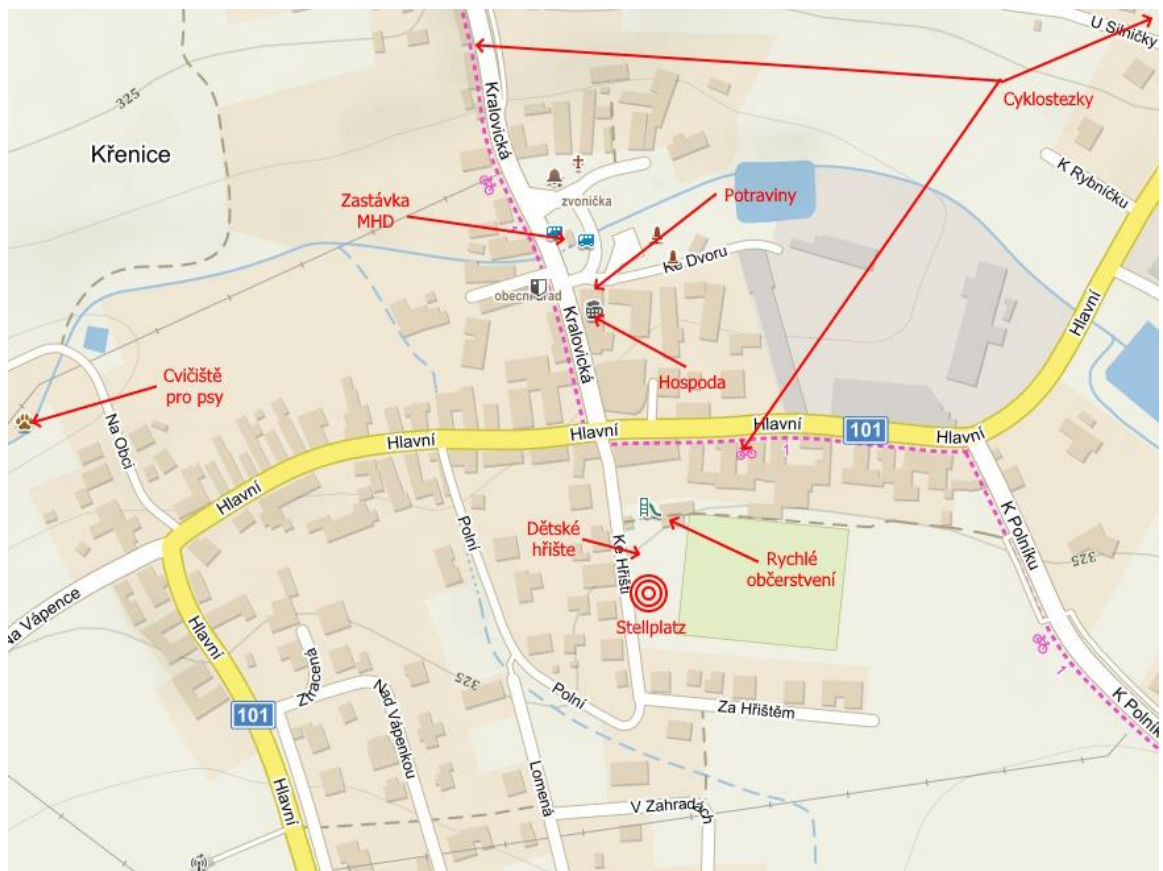 U Silničky
Cyklostezky
325
Kralovická
Křenice
K Rybníčku
zvonička
Potraviny
Zastávka
MHD
1
Ke Dvoru
obecní úřad
Hlavní
Kralovická
Cvičiště
pro psy
Hospoda
Na Obci
Hlavní
Hlavní
Hlavní
101
Hlavní
1
Hlavní
Polní
Ke Hřišti
Dětské
hřište
Rychlé
občerstvení
K Polníku
325
Stellplatz
Na Vápence
Hlavní
Ztracená
325
Nad Vápenkou
Polní
Za Hřištěm
1
K Polníku
101
Hlavní
Lomená
V Zahradách